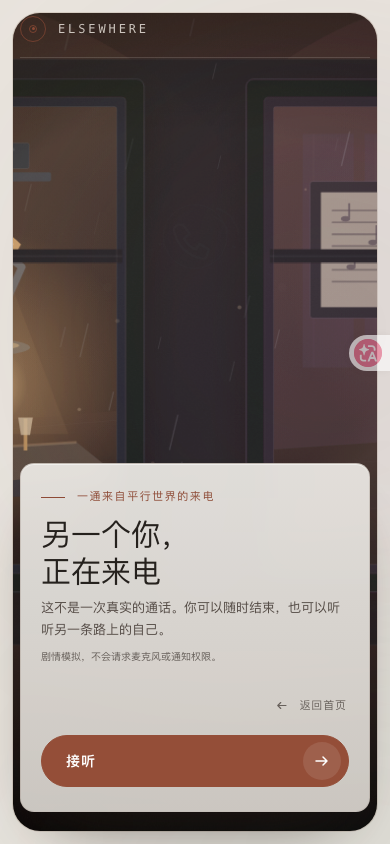 ELSEWHERE
一通来自平行世界的来电
另一个你，
正在来电
这不是一次真实的通话。你可以随时结束，也可以听
听另一条路上的自己。
剧情模拟，不会请求麦克风或通知权限。
← 返回首页
接听 →